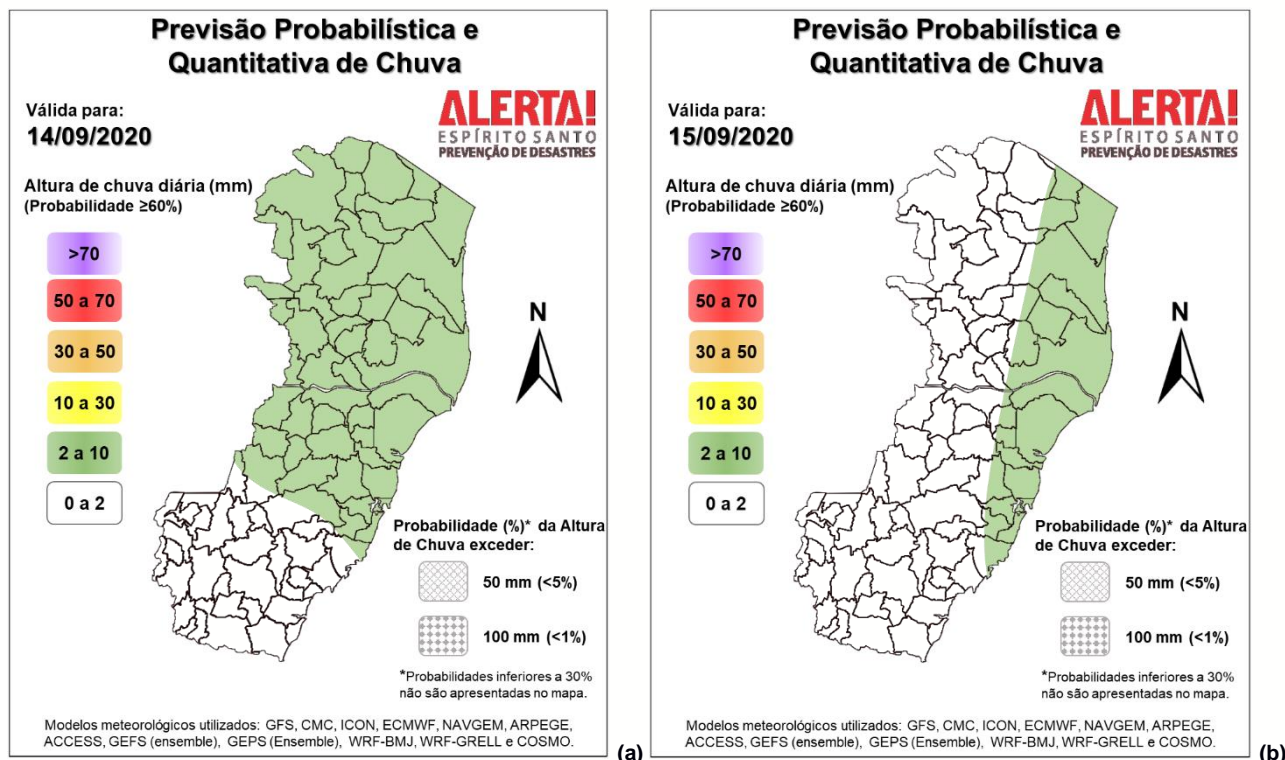 Previsão Probabilística e
Quantitativa de Chuva
Válida para:
14/09/2020
ALERTA!
ESPÍRITO SANTO
PREVENÇÃO DE DESASTRES
Altura de chuva diária (mm)
(Probabilidade ≥60%)
>70
50 a 70
30 a 50
10 a 30
2 a 10
0 a 2
N
Probabilidade (%)* da Altura
de Chuva exceder:
50 mm (<5%)
100 mm (<1%)
*Probabilidades inferiores a 30%
não são apresentadas no mapa.
Modelos meteorológicos utilizados: GFS, CMC, ICON, ECMWF, NAVGEM, ARPEGE,
ACCESS, GEFS (ensemble), GEPS (Ensemble), WRF-BMJ, WRF-GRELL e COSMO.
(a)
Previsão Probabilística e
Quantitativa de Chuva
Válida para:
15/09/2020
ALERTA!
ESPÍRITO SANTO
PREVENÇÃO DE DESASTRES
Altura de chuva diária (mm)
(Probabilidade ≥60%)
>70
50 a 70
30 a 50
10 a 30
2 a 10
0 a 2
N
Probabilidade (%)* da Altura
de Chuva exceder:
50 mm (<5%)
100 mm (<1%)
*Probabilidades inferiores a 30%
não são apresentadas no mapa.
Modelos meteorológicos utilizados: GFS, CMC, ICON, ECMWF, NAVGEM, ARPEGE,
ACCESS, GEFS (ensemble), GEPS (Ensemble), WRF-BMJ, WRF-GRELL e COSMO.
(b)